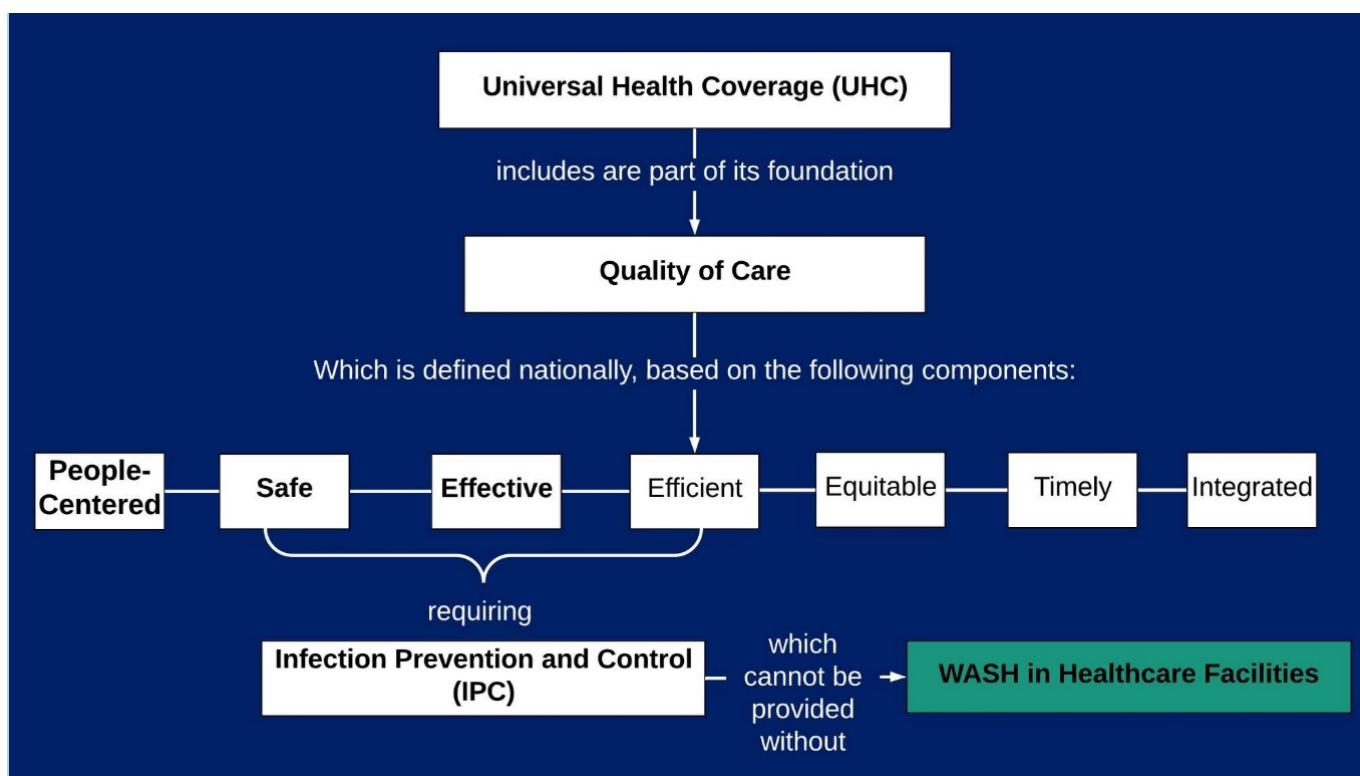 Universal Health Coverage (UHC)
includes are part of its foundation
Quality of Care
Which is defined nationally, based on the following components:
People-
Centered
Safe
Effective
Efficient
Equitable
Timely
Integrated
requiring
Infection Prevention and Control
(IPC)
which
cannot be
provided
without
WASH in Healthcare Facilities